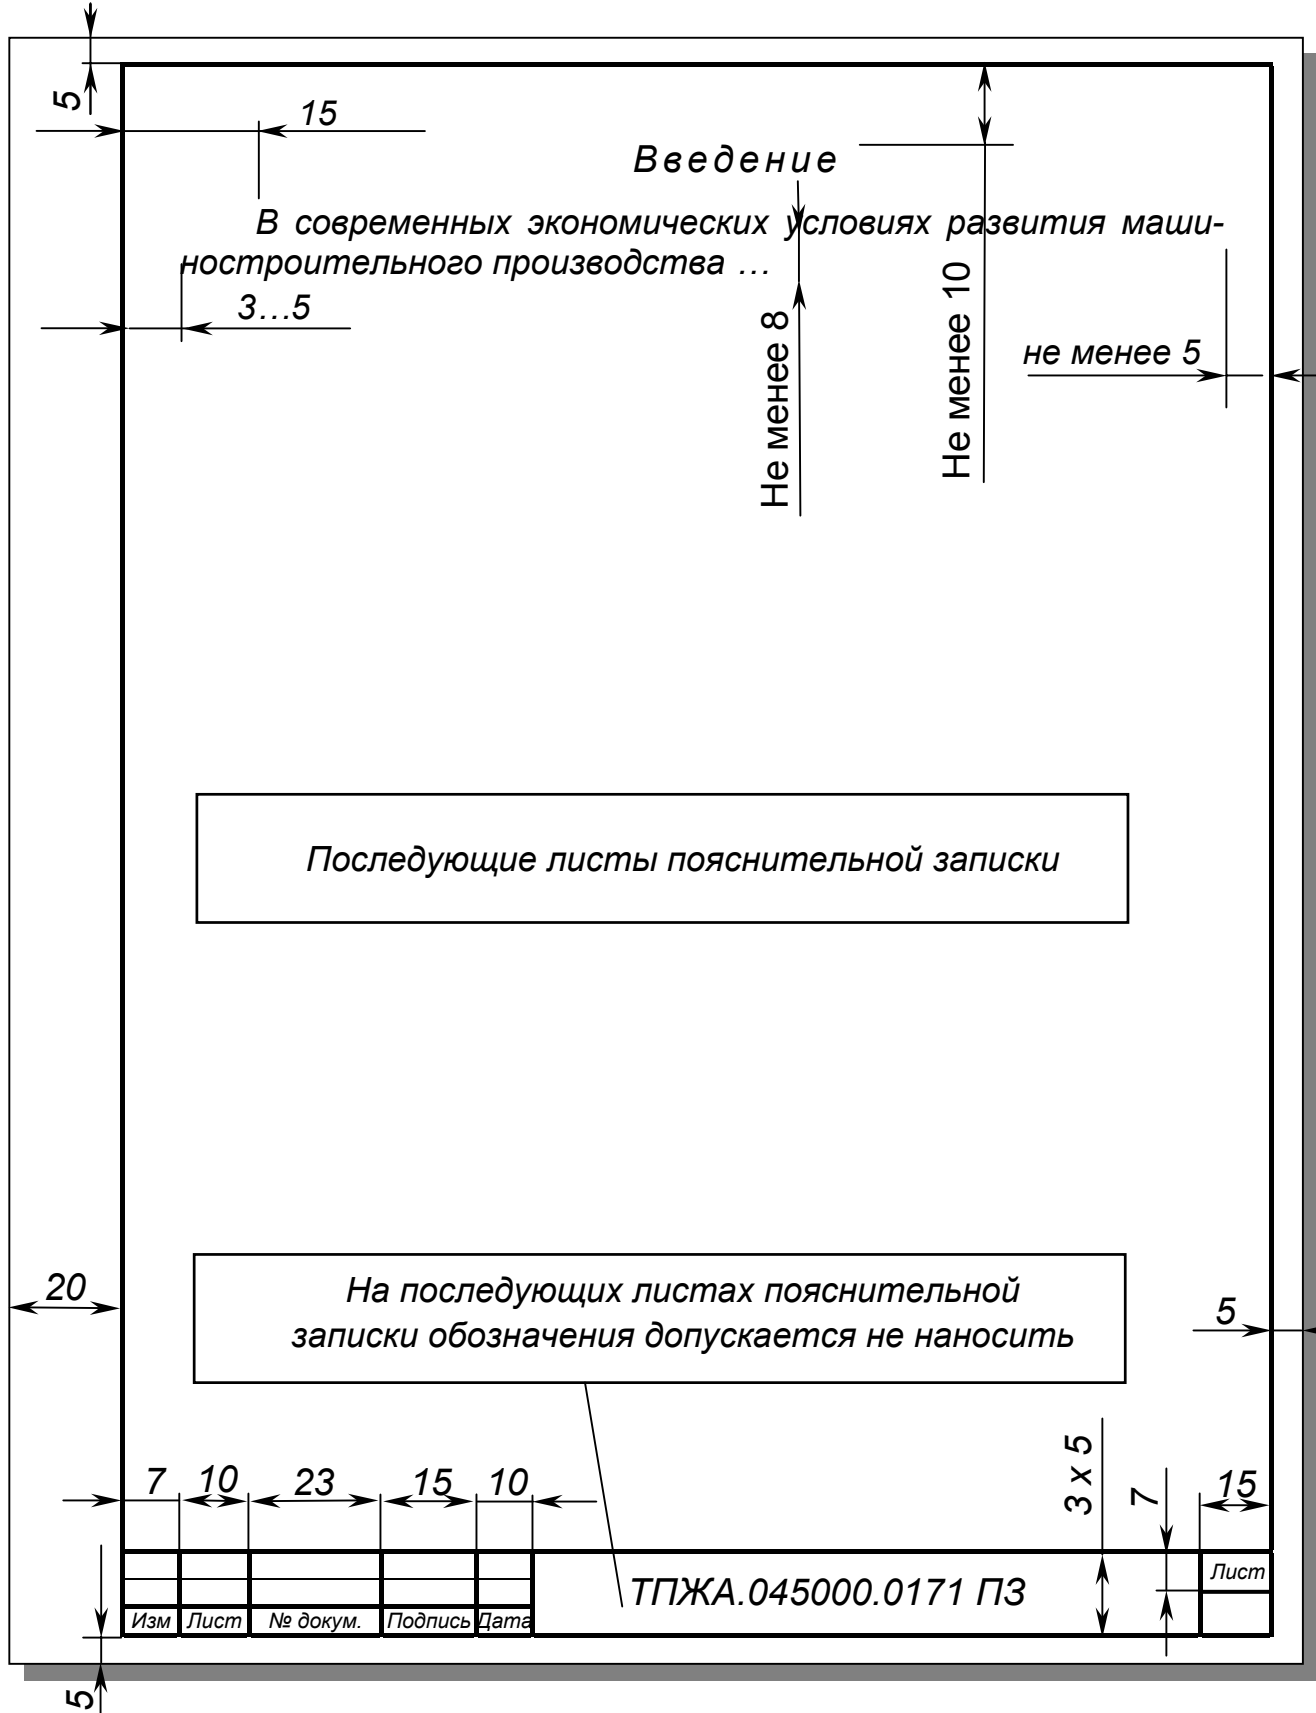 5
15
Введение
В современных экономических условиях развития маши-
ностроительного производства …
3…5
Не менее 8
Не менее 10
не менее 5
Последующие листы пояснительной записки
20
На последующих листах пояснительной
записки обозначения допускается не наносить
5
7 10 23 15 10
3 x 5
7
15
ТПЖА.045000.0171 ПЗ
Лист
Изм Лист № докум. Подпись Дата
5